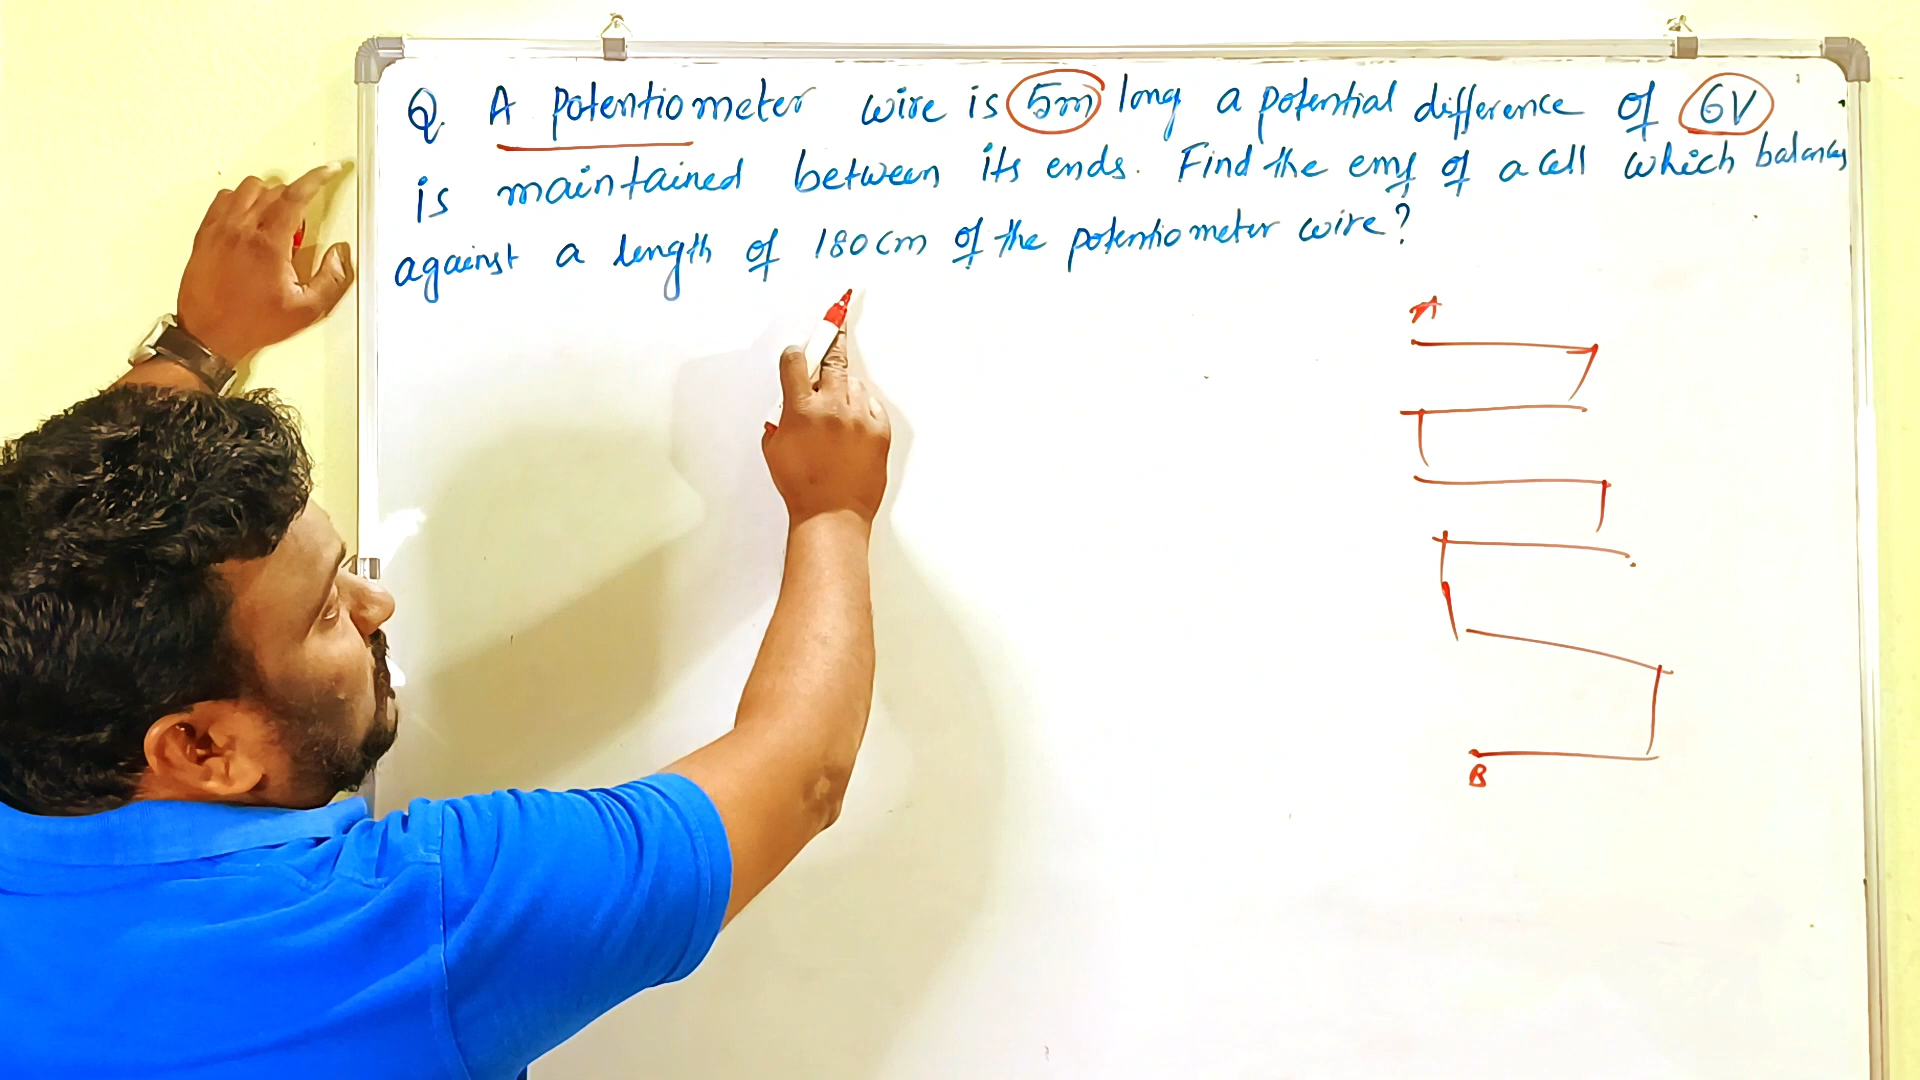 Q. A potentiometer wire is 5m long a potential difference of 6V
is maintained between its ends. Find the emf of a cell which balances
against a length of 180cm of the potentiometer wire?
A
B